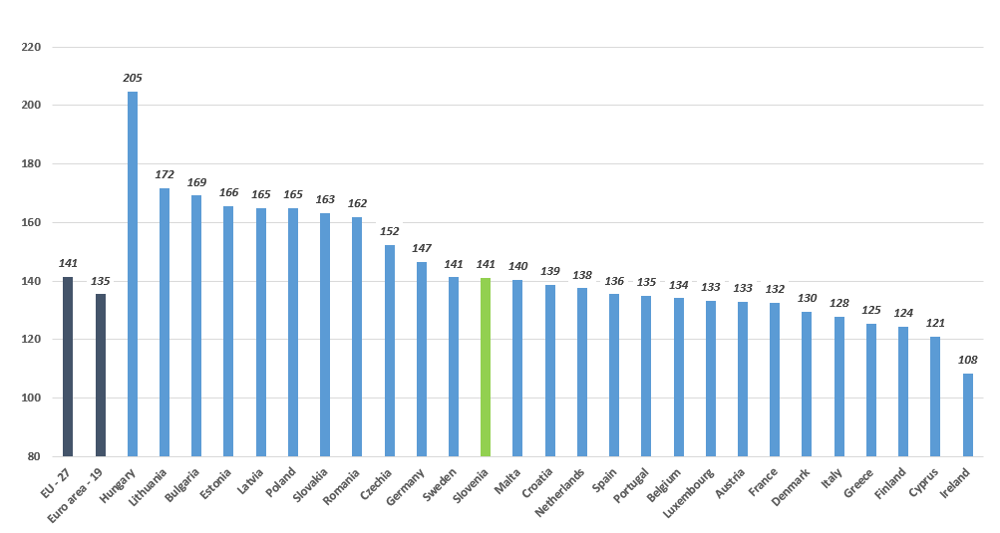 220
200
180
160
140
120
100
80
141
135
205
172
169
166
165
165
163
162
152
147
141
141
140
139
138
136
135
134
133
133
132
130
128
125
124
121
108
EU - 27
Euro area - 19
Hungary
Lithuania
Bulgaria
Estonia
Latvia
Poland
Slovakia
Romania
Czechia
Germany
Sweden
Slovenia
Malta
Croatia
Netherlands
Spain
Portugal
Belgium
Luxembourg
Austria
France
Denmark
Italy
Greece
Finland
Cyprus
Ireland